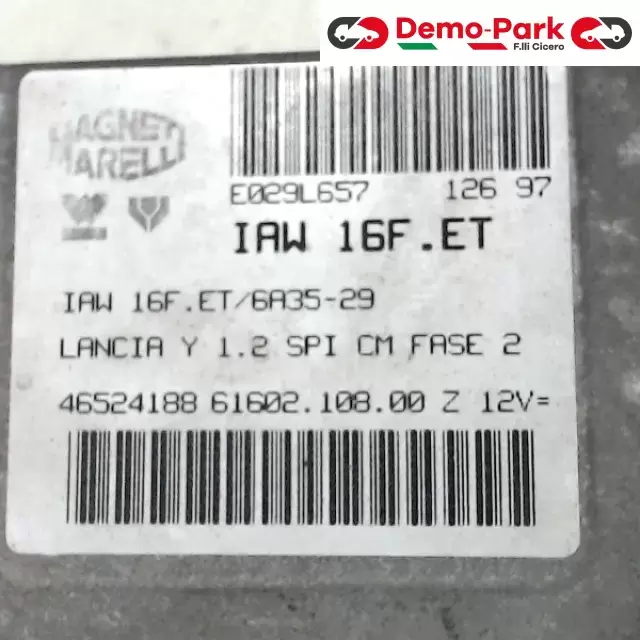 Demo-Park
F.lli Cicero
MAGNETI
MARELLI
E029L657 126 97
IAW 16F.ET
IAW 16F.ET/6A35-29
LANCIA Y 1.2 SPI CM FASE 2
46524188 61602.108.00 Z 12V=